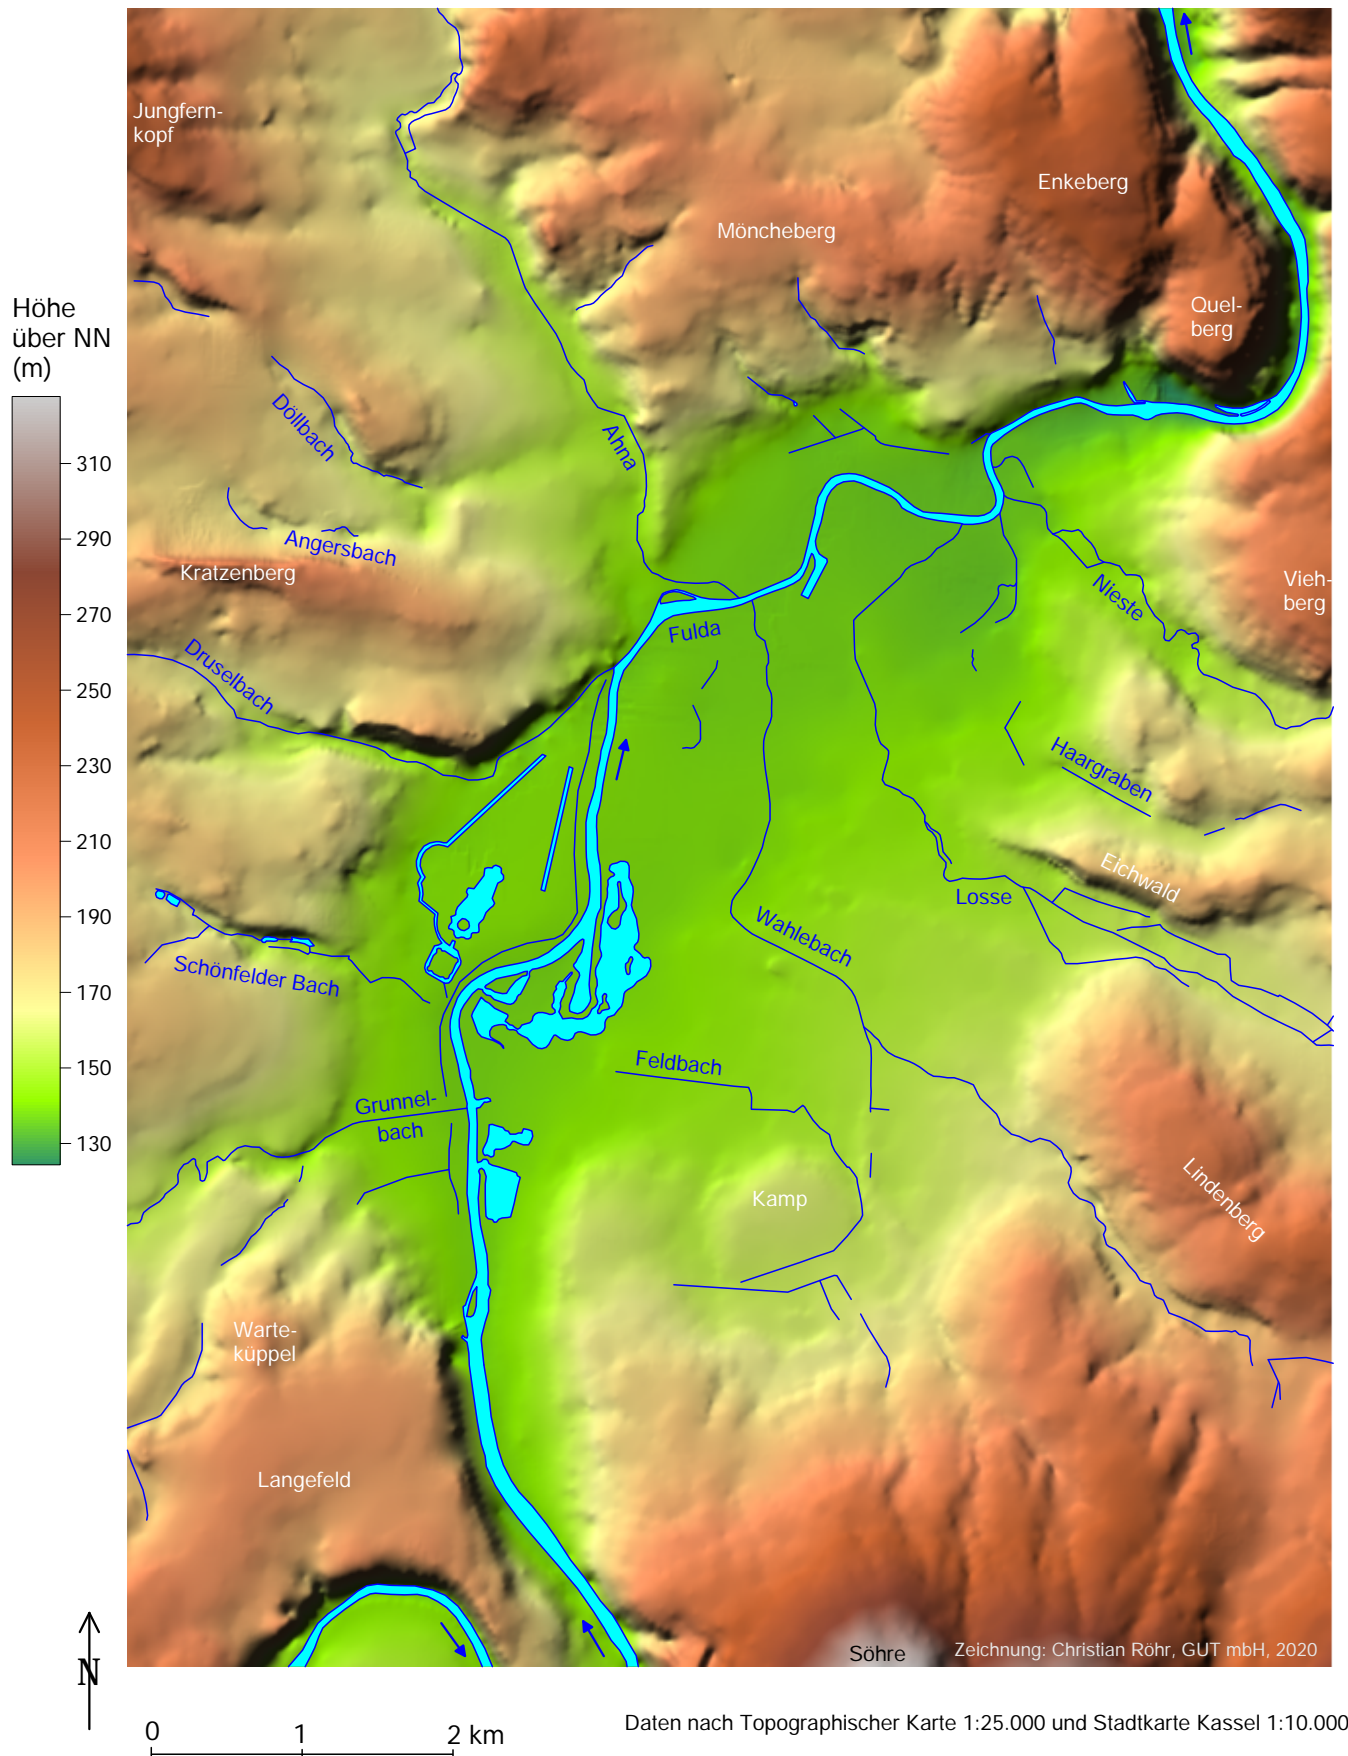 Jungfern-
kopf
Enkeberg
Möncheberg
Quel-
berg
Höhe
über NN
(m)
310
290
270
250
230
210
190
170
150
130
Döllbach
Ahna
Angersbach
Kratzenberg
Vieh-
berg
Nieste
Fulda
Druselbach
Haargraben
Eichwald
Losse
Wahlebach
Schönfelder Bach
Feldbach
Grunnel-
bach
Kamp
Lindenberg
Warte-
küppel
Langefeld
Söhre
Zeichnung: Christian Röhr, GUT mbH, 2020
N
0
1
2 km
Daten nach Topographischer Karte 1:25.000 und Stadtkarte Kassel 1:10.000